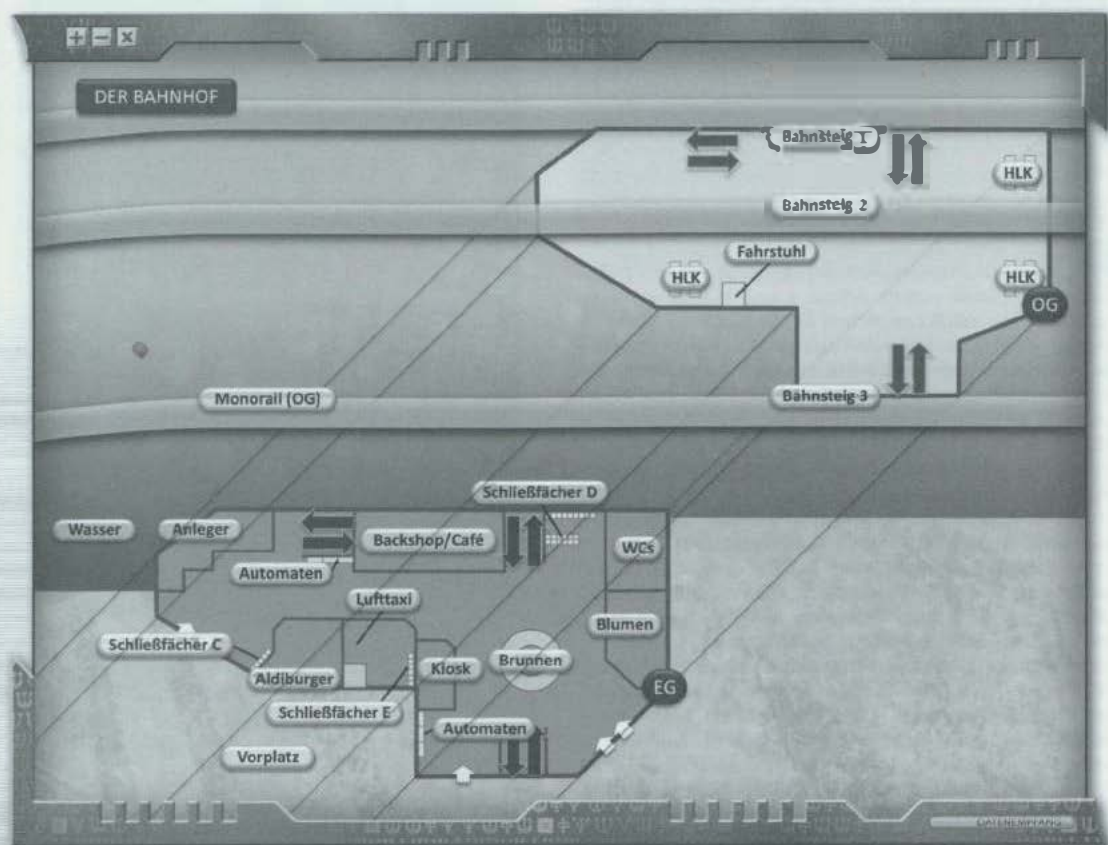 DER BAHNHOF
Bahnsteig 1
HLK
Bahnsteig 2
Fahrstuhl
HLK
HLK
OG
Monorail (OG)
Bahnsteig 3
Schließfächer D
Wasser
Anleger
Backshop/Café
WCs
Automaten
Lufttaxi
Blumen
Schließfächer C
Kiosk
Brunnen
Aldiburger
EG
Schließfächer E
Automaten
Vorplatz
DATENEMPFANG